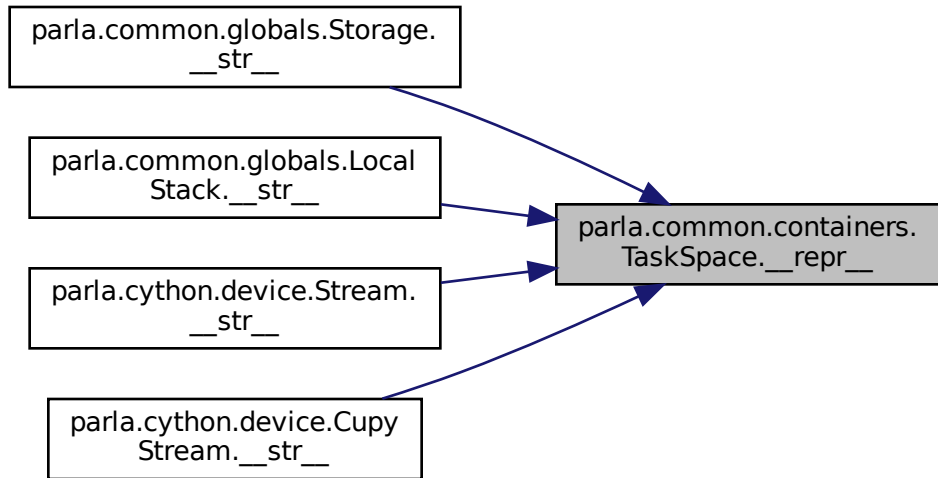 parla.common.globals.Storage.
__str__
parla.common.globals.Local
Stack.__str__
parla.cython.device.Stream.
__str__
parla.cython.device.Cupy
Stream.__str__
parla.common.containers.
TaskSpace.__repr__